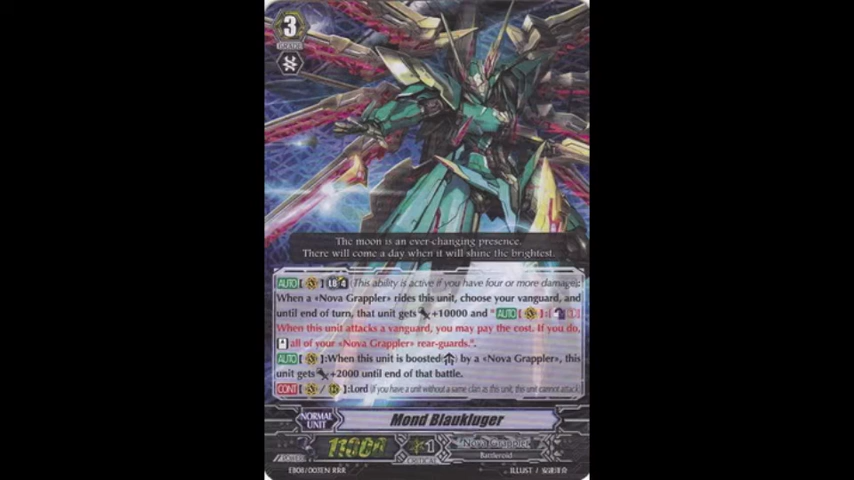 3
The moon is an ever-changing presence.
There will come a day when it will shine the brightest.
AUTO [ ] LB 4 (This ability is active if you have four or more damage):
When a «Nova Grappler» rides this unit, choose your vanguard, and
until end of turn, that unit gets +10000 and "AUTO [ ]:[ ]
When this unit attacks a vanguard, you may pay the cost. If you do,
all of your «Nova Grappler» rear-guards.".
AUTO [ ]:When this unit is boosted by a «Nova Grappler», this
unit gets +2000 until end of that battle.
CONT [ / ]:Lord (If you have a unit without a same clan as this unit, this unit cannot attack)
NORMAL
UNIT
Mond Blaukluger
11000
1
CRITICAL
Nova Grappler
Battleroid
POWER
EB08/003EN RRR
ILLUST /